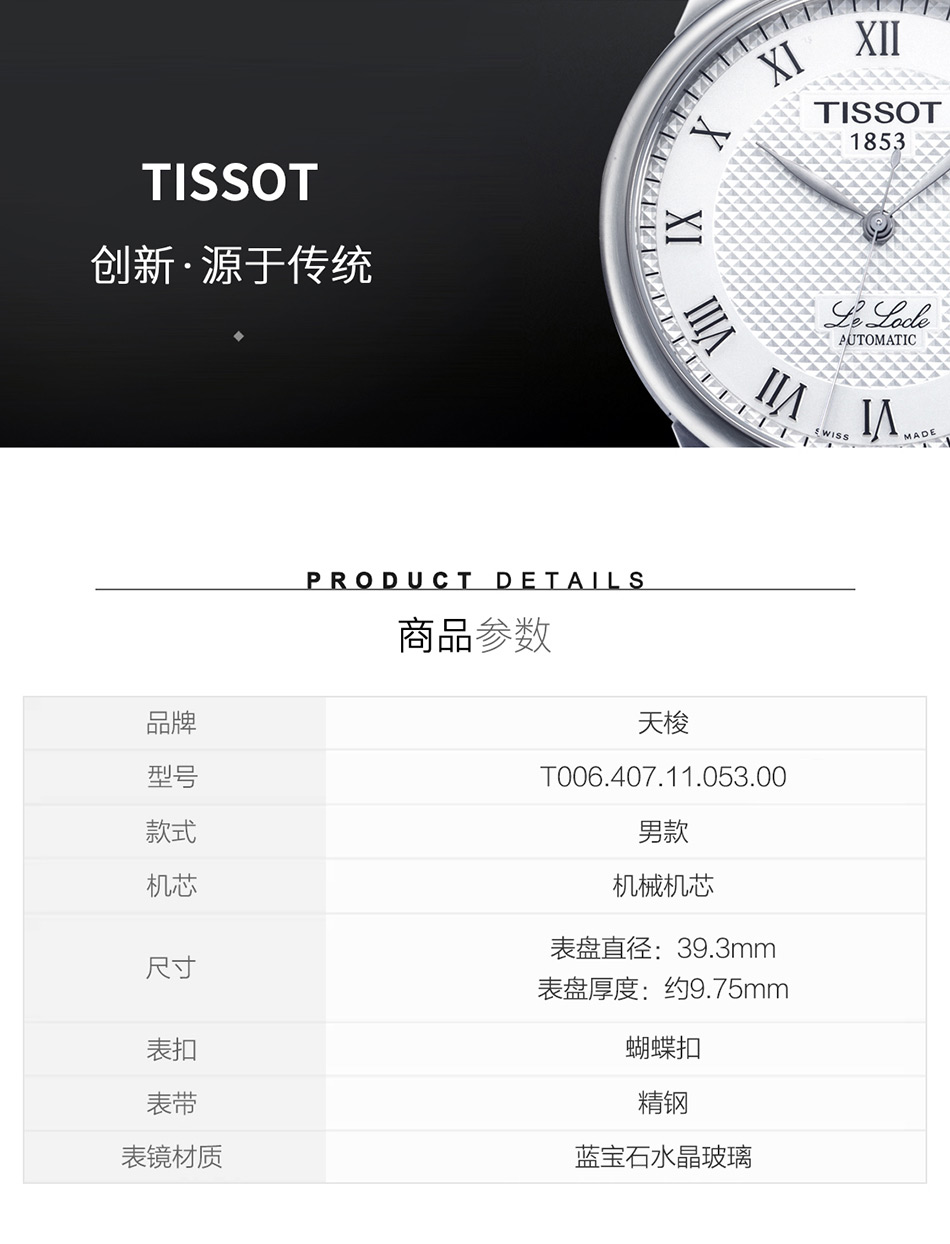 TISSOT
创新·源于传统
XII
XI
X
IX
VIII
VII
VI
TISSOT
1853
Le Locle
AUTOMATIC
SWISS MADE
PRODUCT DETAILS
商品参数
品牌 天梭
型号 T006.407.11.053.00
款式 男款
机芯 机械机芯
尺寸 表盘直径：39.3mm
表盘厚度：约9.75mm
表扣 蝴蝶扣
表带 精钢
表镜材质 蓝宝石水晶玻璃